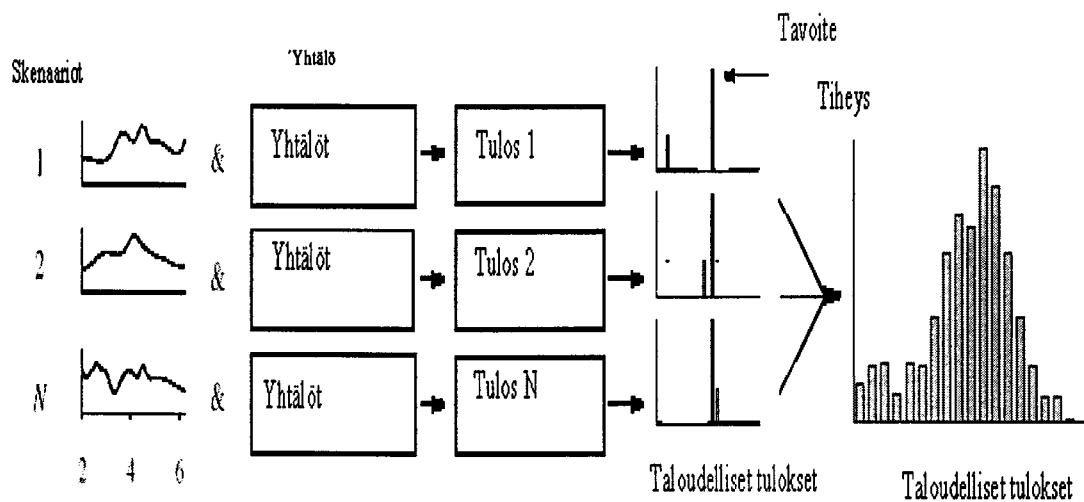 Tavoite
Skenaariot
Yhtälö
Tiheys
1
&
Yhtälöt
Tulos 1
2
&
Yhtälöt
Tulos 2
N
&
Yhtälöt
Tulos N
2 4 6
Taloudelliset tulokset
Taloudelliset tulokset